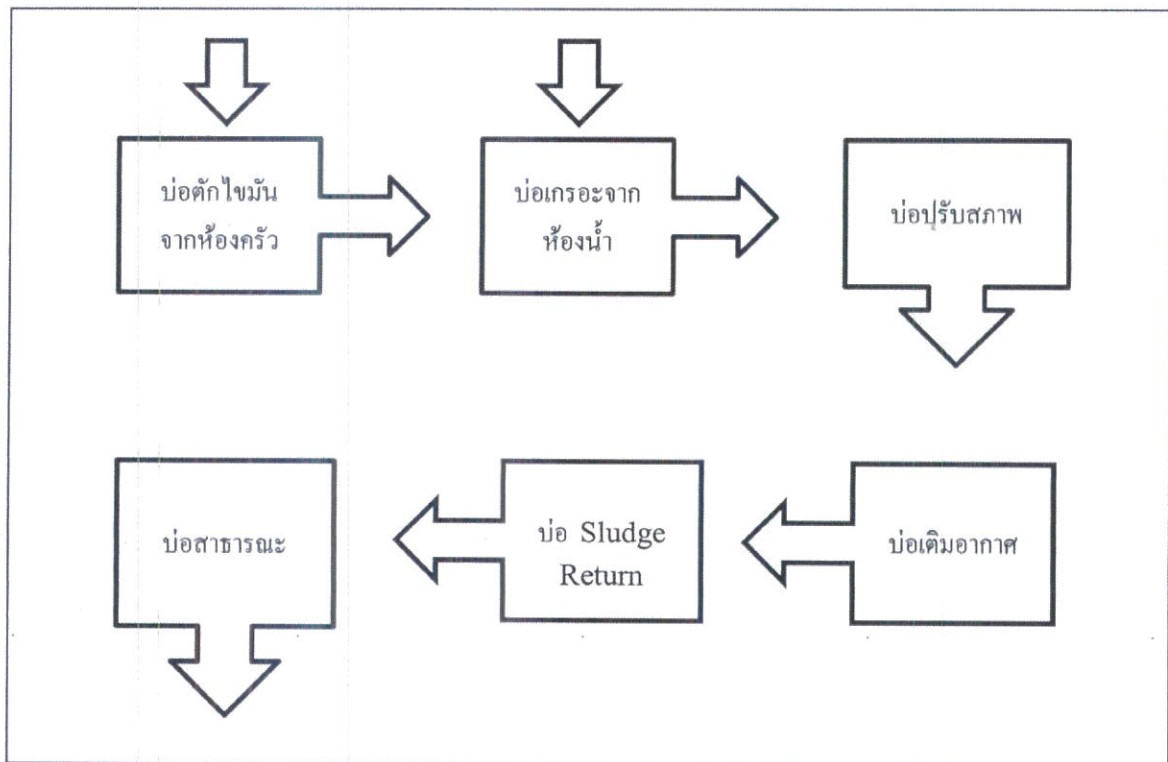 บ่อดักไขมัน
จากห้องครัว
บ่อเกรอะจาก
ห้องน้ำ
บ่อปรับสภาพ
บ่อสาธารณะ
บ่อ Sludge
Return
บ่อเติมอากาศ